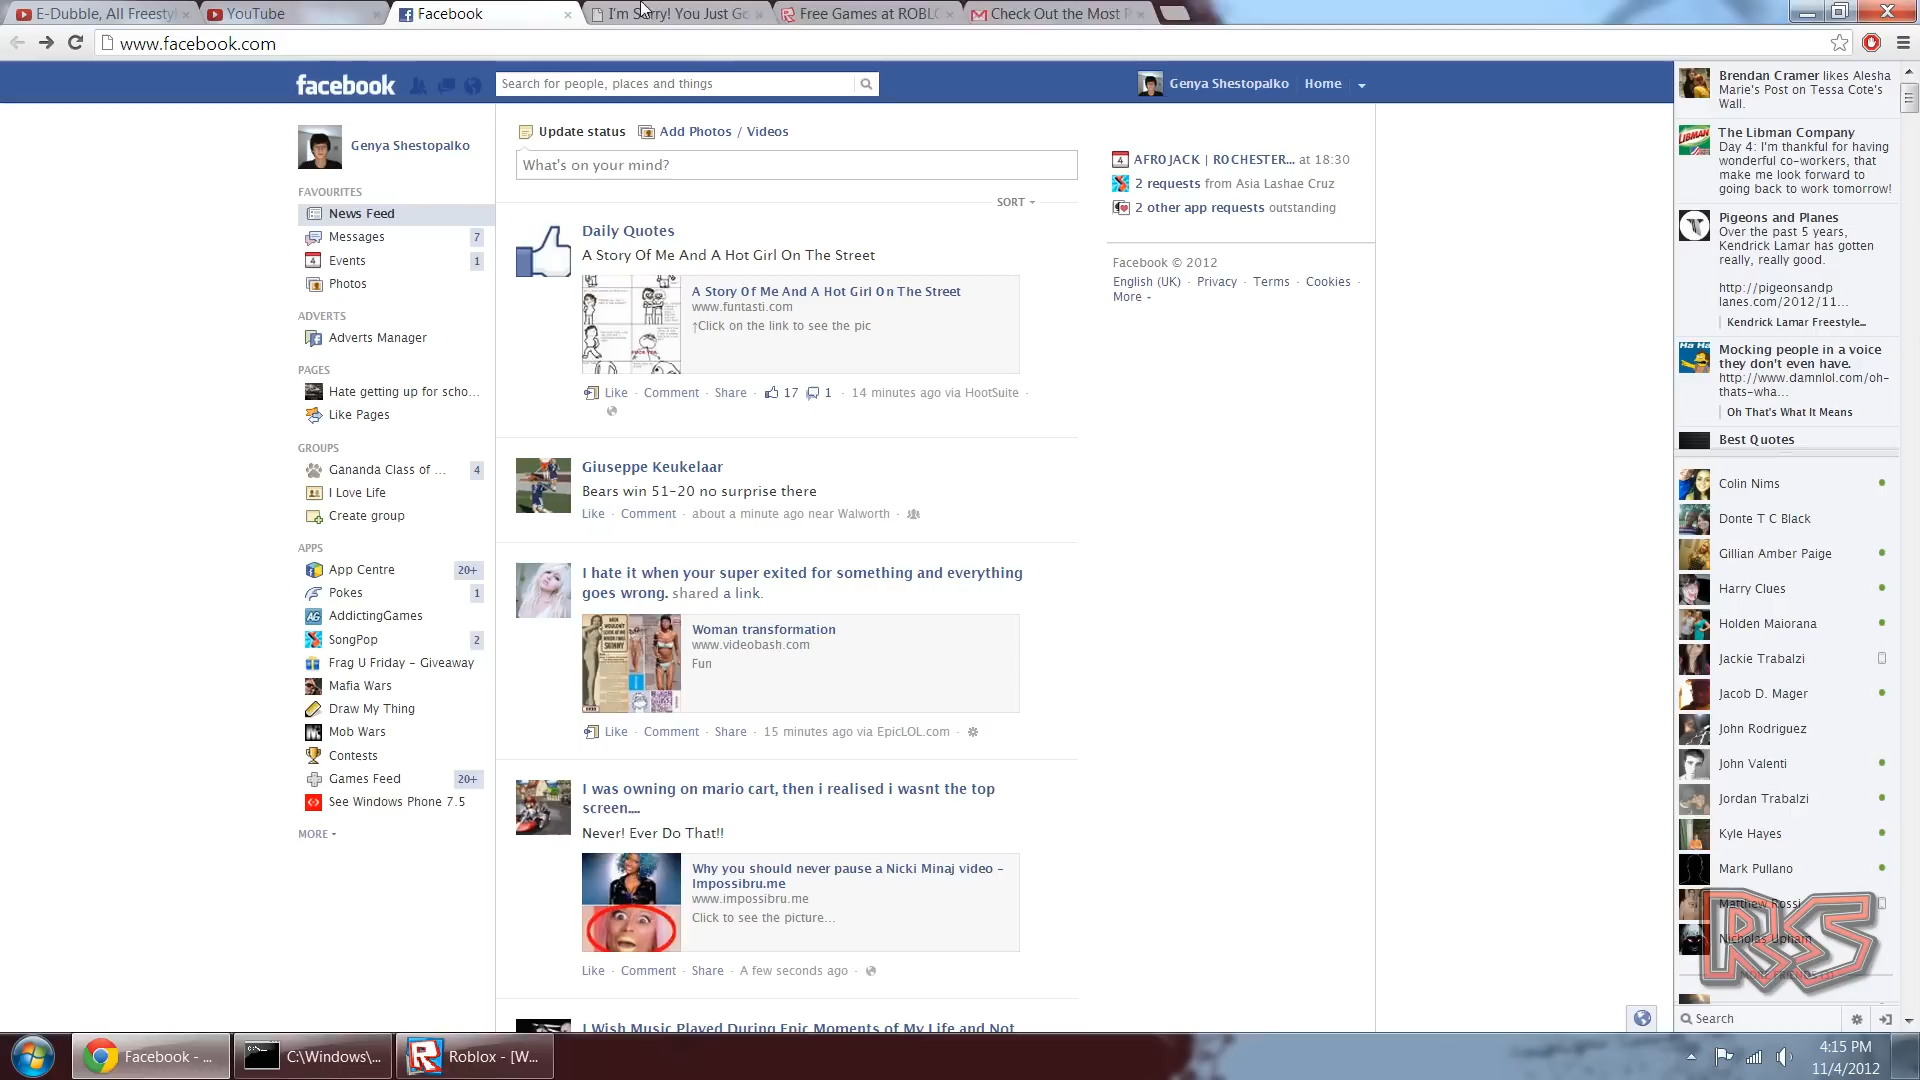 E-Dubble, All Freestyl
YouTube
Facebook
I'm Sorry! You Just Go
Free Games at ROBLO
Check Out the Most R
www.facebook.com
facebook
Search for people, places and things
Genya Shestopalko
Home
Genya Shestopalko
FAVOURITES
News Feed
Messages 7
Events 1
Photos
ADVERTS
Adverts Manager
PAGES
Hate getting up for scho...
Like Pages
GROUPS
Gananda Class of ... 4
I Love Life
Create group
APPS
App Centre 20+
Pokes 1
AddictingGames
SongPop 2
Frag U Friday – Giveaway
Mafia Wars
Draw My Thing
Mob Wars
Contests
Games Feed 20+
See Windows Phone 7.5
MORE
Update status
Add Photos / Videos
What's on your mind?
SORT
Daily Quotes
A Story Of Me And A Hot Girl On The Street
A Story Of Me And A Hot Girl On The Street
www.funtasti.com
↑Click on the link to see the pic
Like · Comment · Share · 17 1 · 14 minutes ago via HootSuite ·
Giuseppe Keukelaar
Bears win 51-20 no surprise there
Like · Comment · about a minute ago near Walworth ·
I hate it when your super exited for something and everything
goes wrong. shared a link.
Woman transformation
www.videobash.com
Fun
Like · Comment · Share · 15 minutes ago via EpicLOL.com ·
I was owning on mario cart, then i realised i wasnt the top
screen....
Never! Ever Do That!!
Why you should never pause a Nicki Minaj video –
Impossibru.me
www.impossibru.me
Click to see the picture...
Like · Comment · Share · A few seconds ago ·
I Wish Music Played During Epic Moments of My Life and Not
4 AFROJACK | ROCHESTER... at 18:30
2 requests from Asia Lashae Cruz
2 other app requests outstanding
Facebook © 2012
English (UK) · Privacy · Terms · Cookies ·
More
Brendan Cramer likes Alesha
Marie's Post on Tessa Cote's
Wall.
LIBMAN
The Libman Company
Day 4: I'm thankful for having
wonderful co-workers, that
make me look forward to
going back to work tomorrow!
Pigeons and Planes
Over the past 5 years,
Kendrick Lamar has gotten
really, really good.
http://pigeonsandp
lanes.com/2012/11...
Kendrick Lamar Freestyle...
Ha Ha
Mocking people in a voice
they don't even have.
http://www.damnlol.com/oh-
thats-wha...
Oh That's What It Means
Best Quotes
Colin Nims
Donte T C Black
Gillian Amber Paige
Harry Clues
Holden Maiorana
Jackie Trabalzi
Jacob D. Mager
John Rodriguez
John Valenti
Jordan Trabalzi
Kyle Hayes
Mark Pullano
Matthew Rossi
Nicholas Upham
RKS
Search
Facebook - ...
C:\Windows\...
Roblox - [W...
4:15 PM
11/4/2012